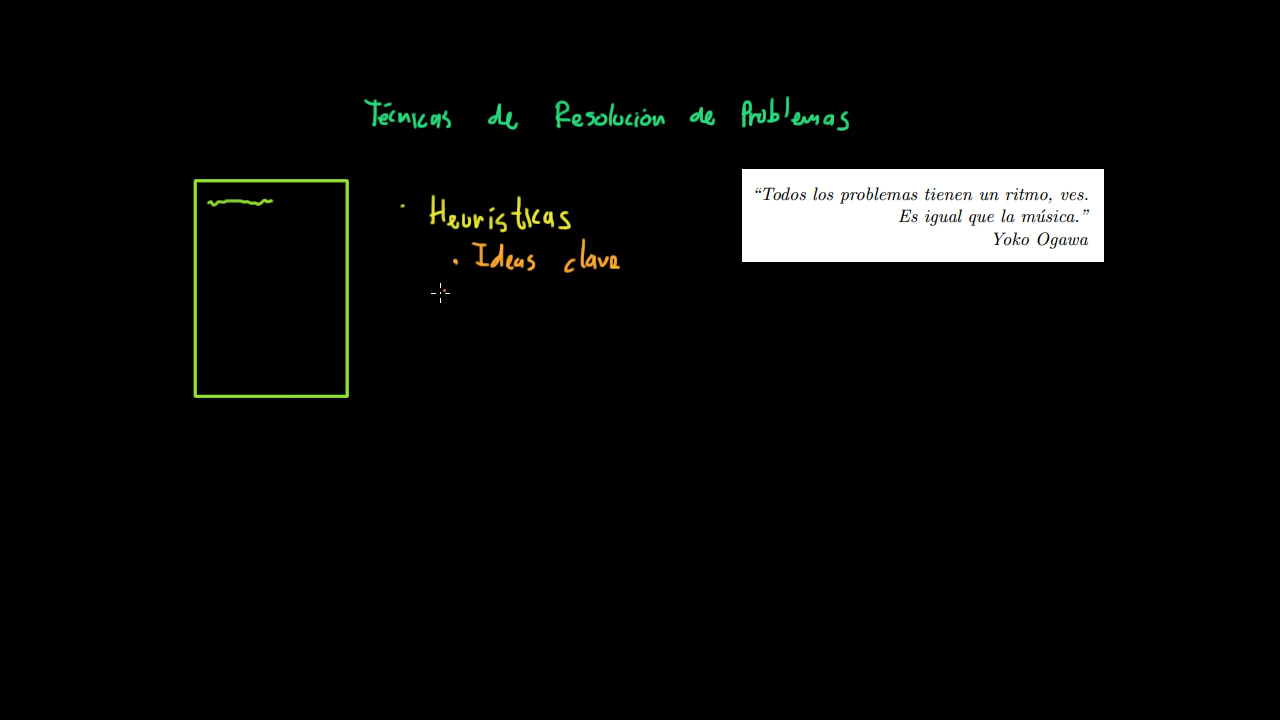 Técnicas de Resolución de Problemas
· Heurísticas
· Ideas clave
“Todos los problemas tienen un ritmo, ves.
Es igual que la música.”
Yoko Ogawa